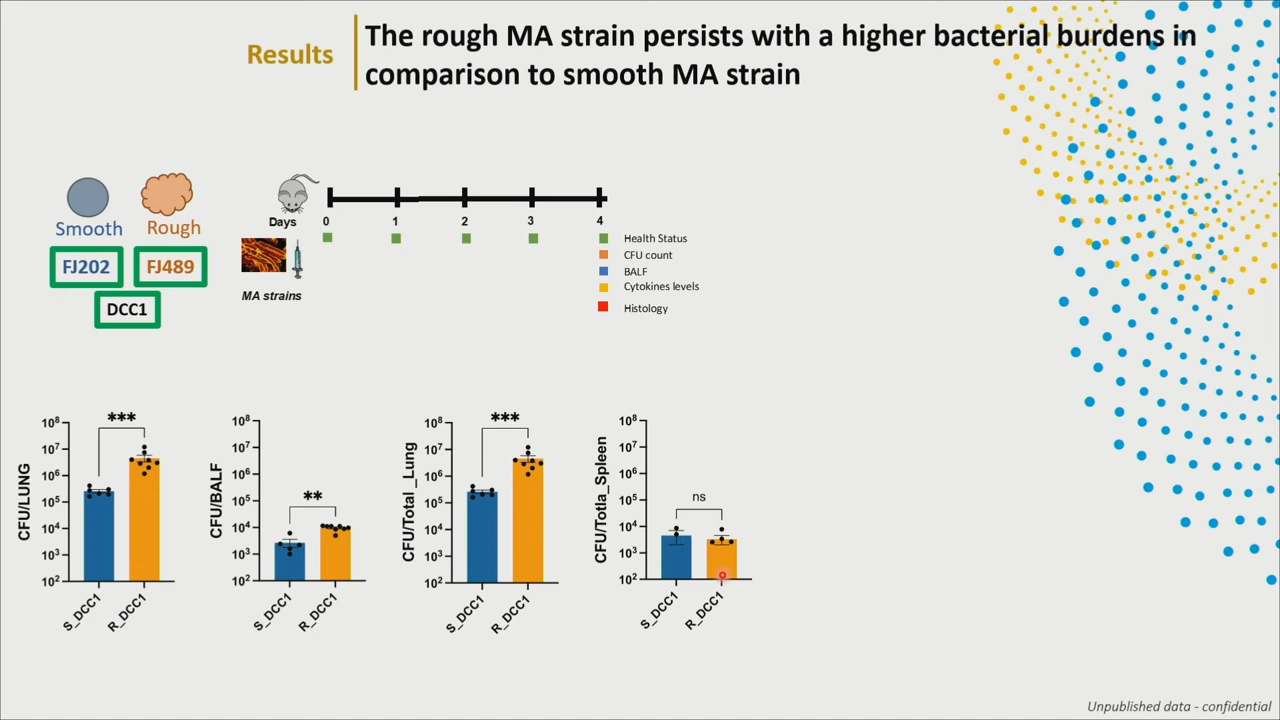 Results
The rough MA strain persists with a higher bacterial burdens in
comparison to smooth MA strain
Smooth
Rough
FJ202
FJ489
DCC1
Days
0
1
2
3
4
MA strains
Health Status
CFU count
BALF
Cytokines levels
Histology
CFU/LUNG
10⁸
10⁷
10⁶
10⁵
10⁴
10³
10²
***
S_DCC1
R_DCC1
CFU/BALF
10⁸
10⁷
10⁶
10⁵
10⁴
10³
10²
**
S_DCC1
R_DCC1
CFU/Total _Lung
10⁸
10⁷
10⁶
10⁵
10⁴
10³
10²
***
S_DCC1
R_DCC1
CFU/Totla_Spleen
10⁸
10⁷
10⁶
10⁵
10⁴
10³
10²
ns
S_DCC1
R_DCC1
Unpublished data - confidential